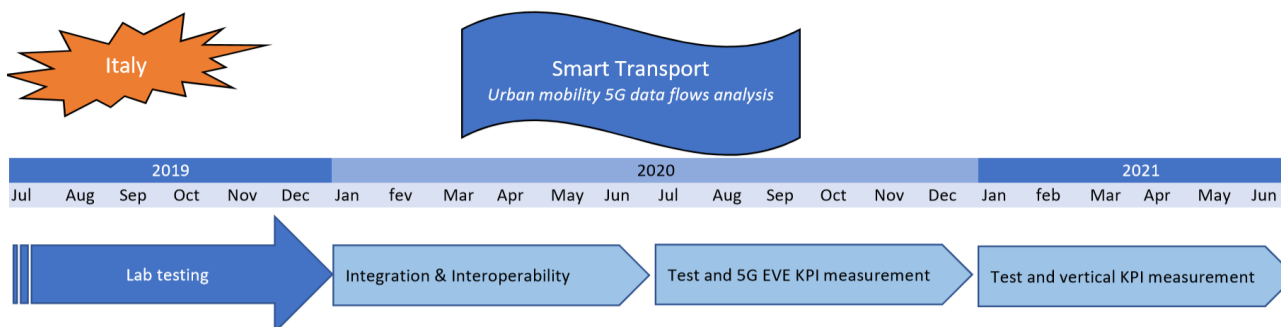 Italy
Smart Transport
Urban mobility 5G data flows analysis
2019 2020 2021
Jul Aug Sep Oct Nov Dec Jan fev Mar Apr May Jun Jul Aug Sep Oct Nov Dec Jan feb Mar Apr May Jun
Lab testing Integration & Interoperability Test and 5G EVE KPI measurement Test and vertical KPI measurement